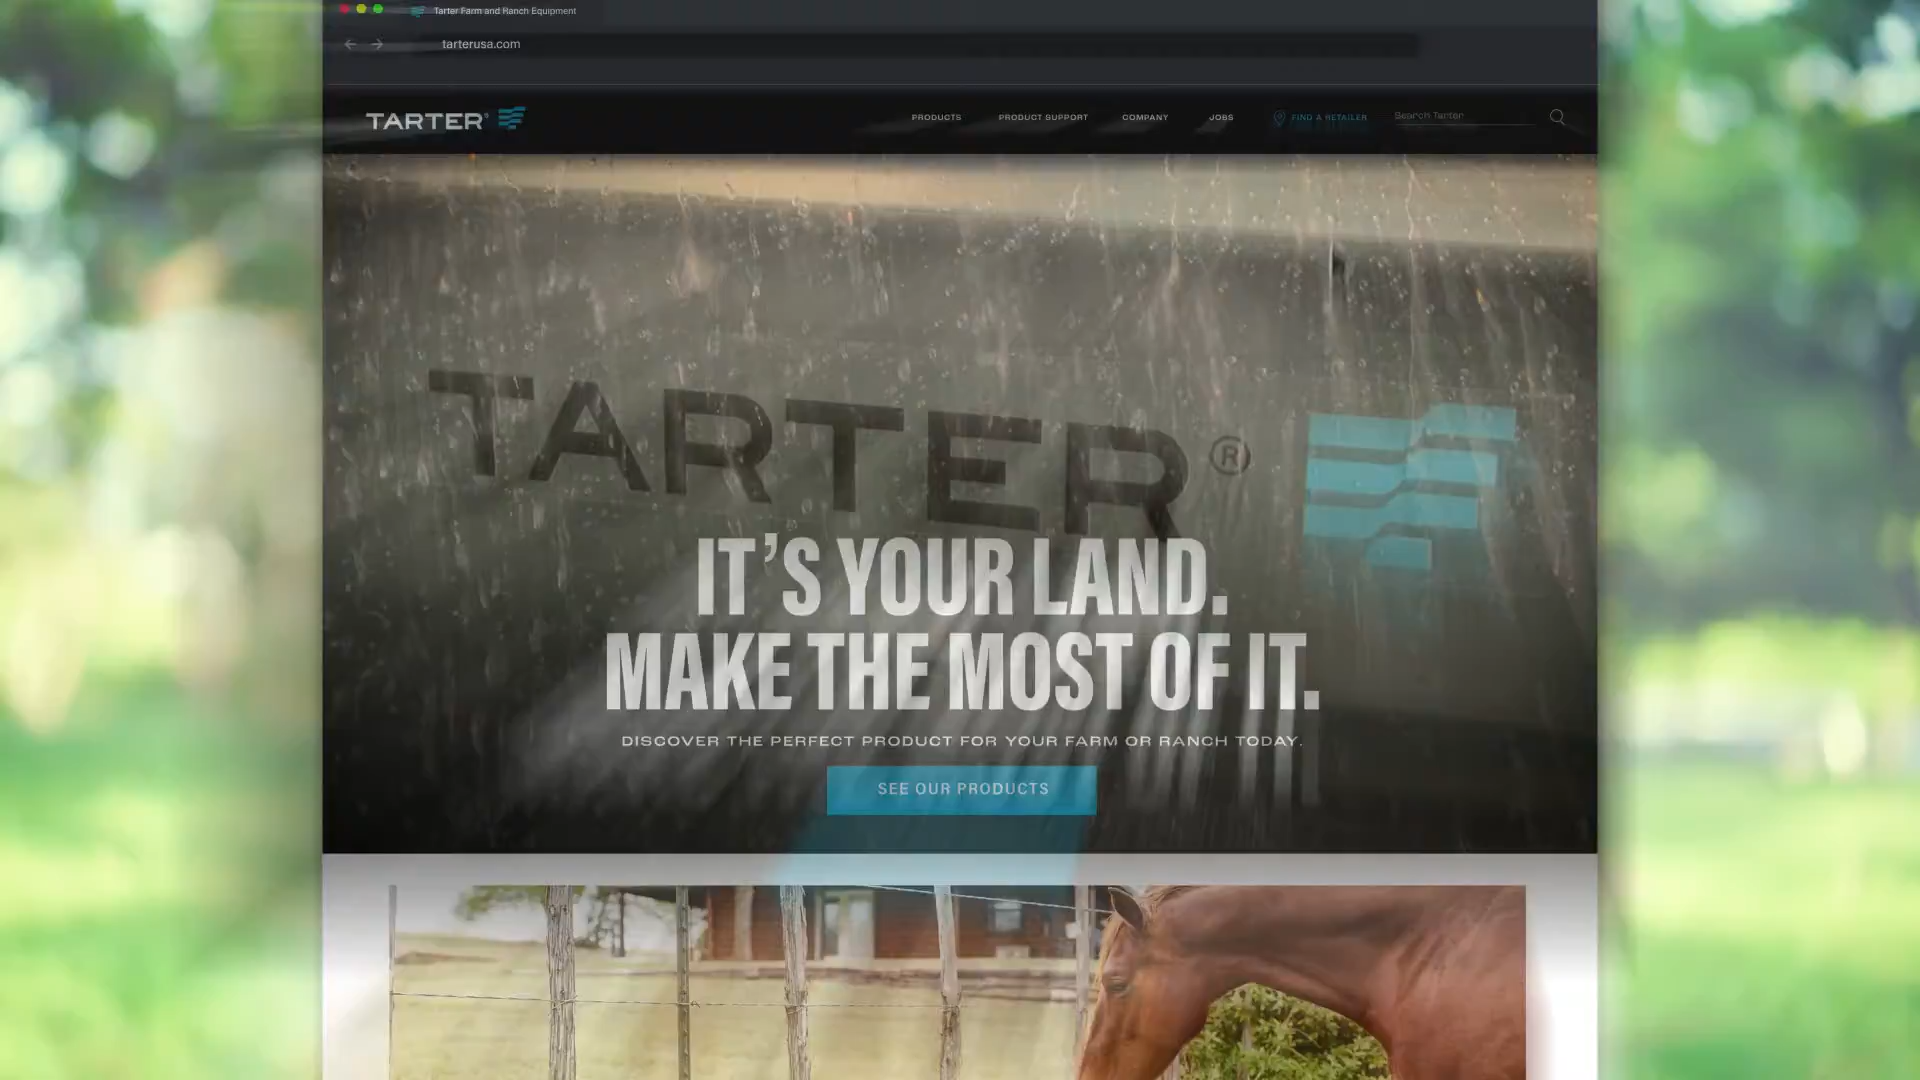 Tarter Farm and Ranch Equipment
tarterusa.com
TARTER®
PRODUCTS PRODUCT SUPPORT COMPANY JOBS FIND A RETAILER Search Tarter
TARTER®
IT'S YOUR LAND.
MAKE THE MOST OF IT.
DISCOVER THE PERFECT PRODUCT FOR YOUR FARM OR RANCH TODAY.
SEE OUR PRODUCTS